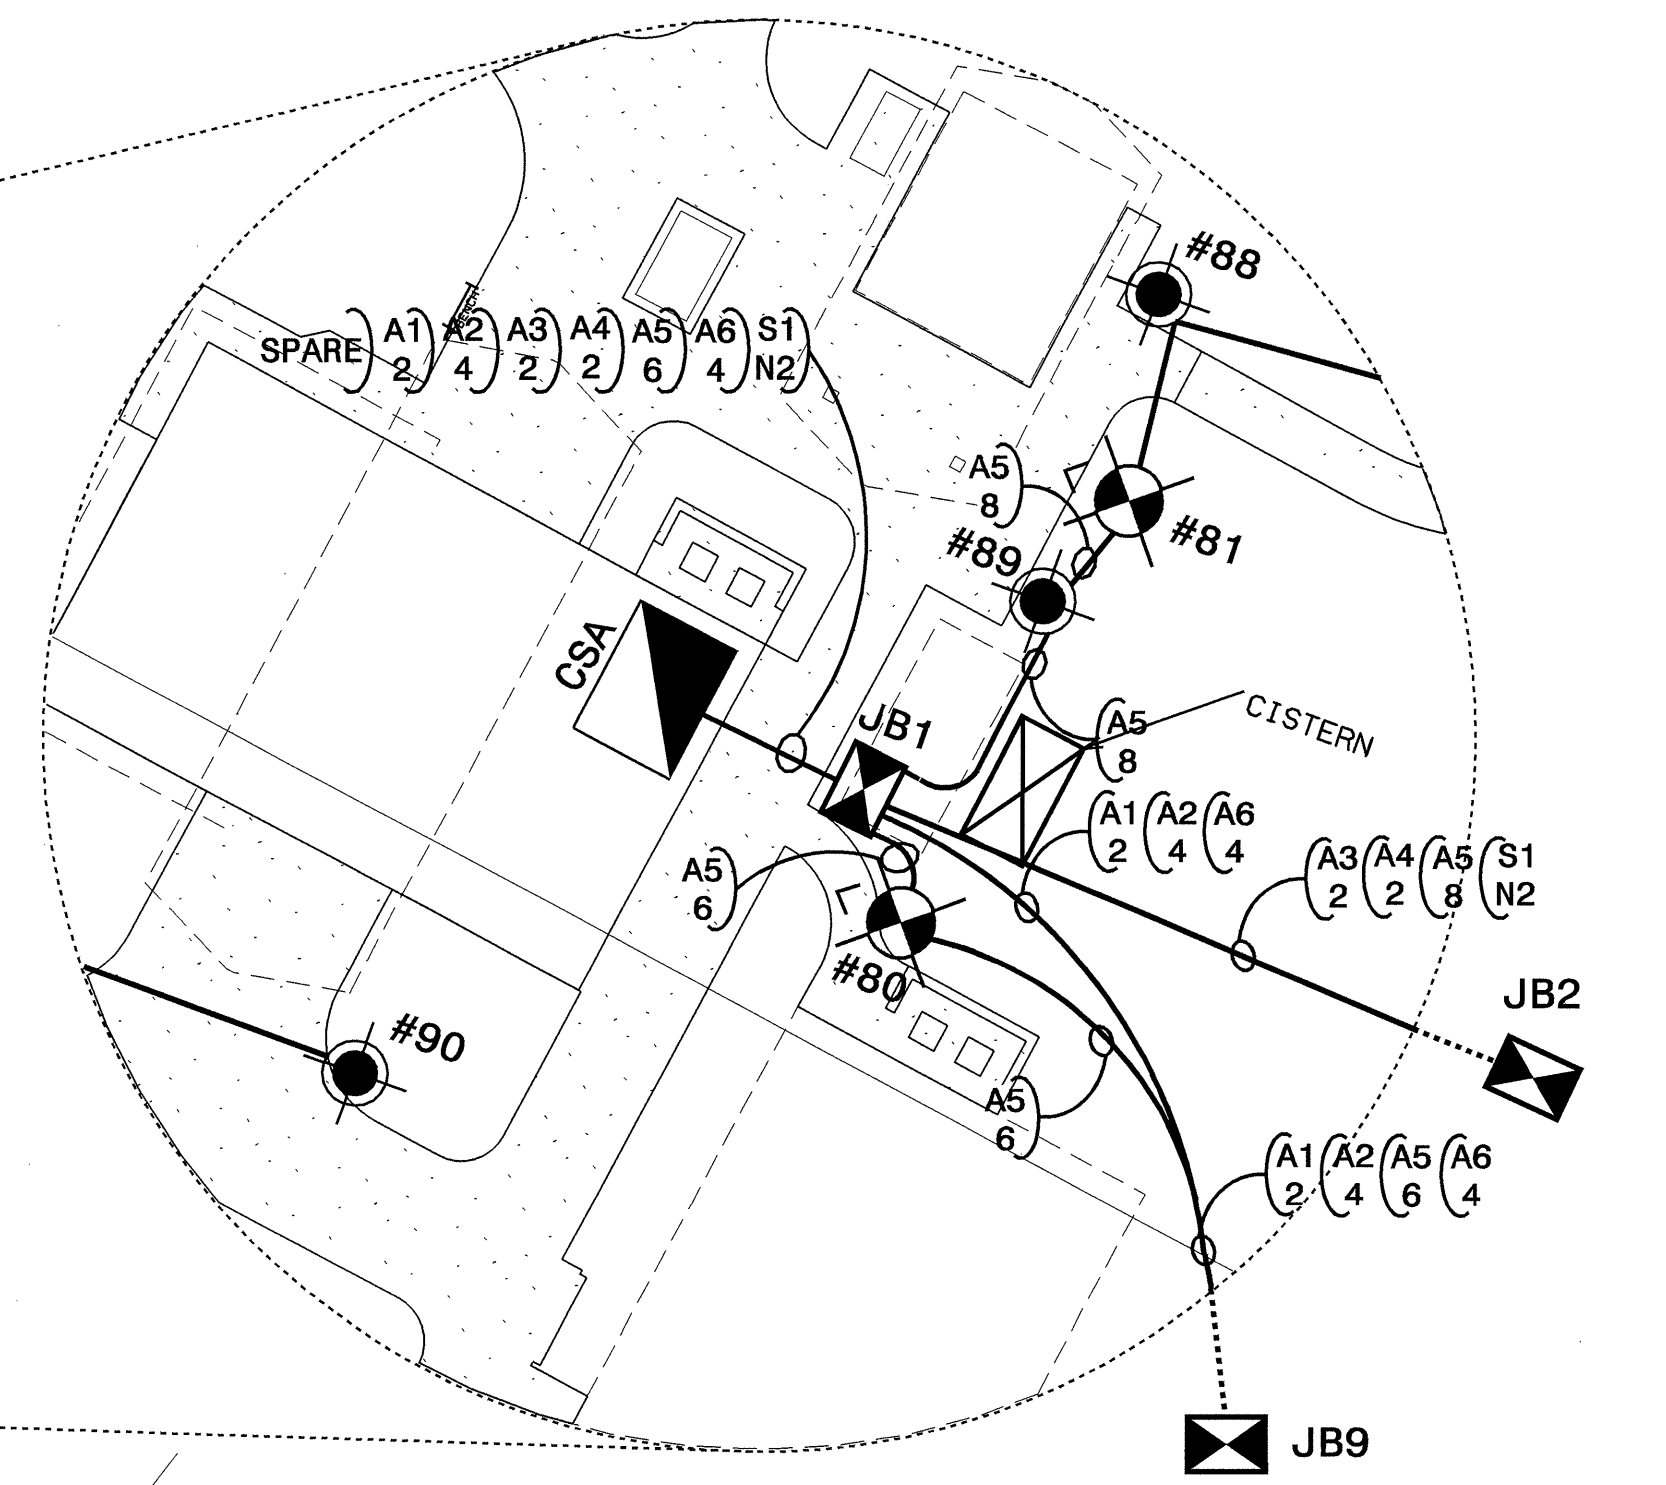 #88
BENCH
SPARE A1 A2 A3 A4 A5 A6 S1
2 4 2 2 6 4 N2
A5
8
#81
#89
CSA
JB1
A5
8
CISTERN
A1 A2 A6
2 4 4
A3 A4 A5 S1
2 2 8 N2
A5
6
#80
JB2
#90
A5
6
A1 A2 A5 A6
2 4 6 4
JB9